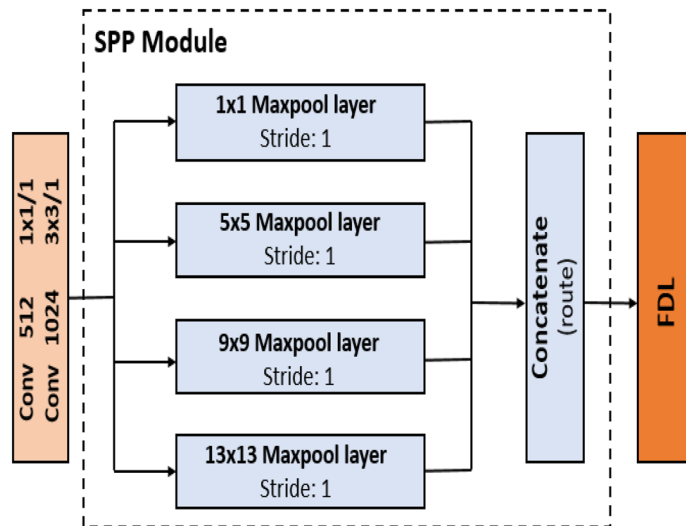 SPP Module
Conv 512 1x1/1
Conv 1024 3x3/1
1x1 Maxpool layer
Stride: 1
5x5 Maxpool layer
Stride: 1
9x9 Maxpool layer
Stride: 1
13x13 Maxpool layer
Stride: 1
Concatenate
(route)
FDL